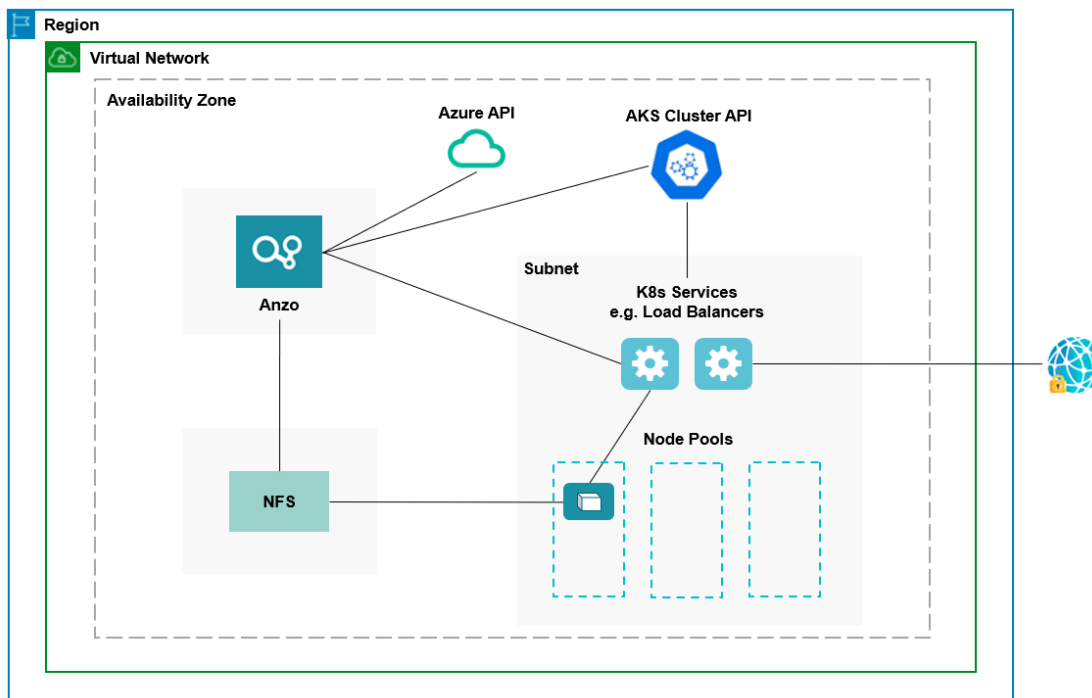 Region
Virtual Network
Availability Zone
Azure API
AKS Cluster API
Anzo
Subnet
K8s Services
e.g. Load Balancers
Node Pools
NFS